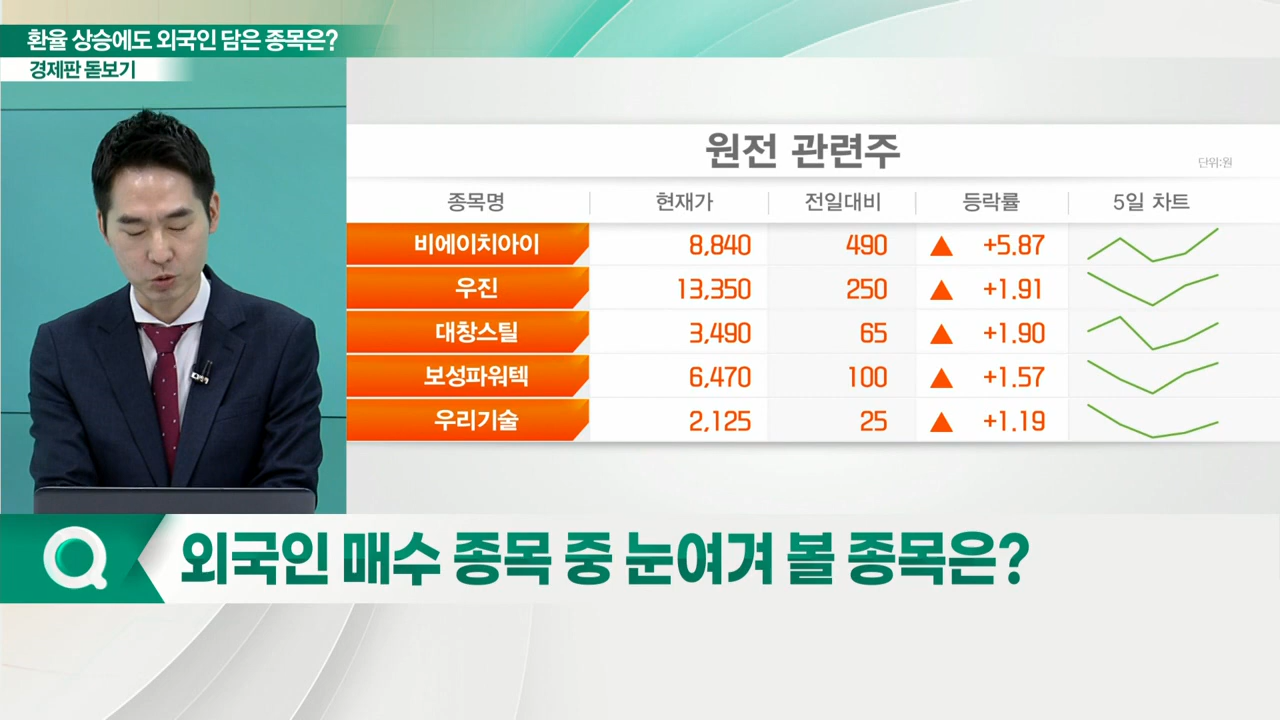 환율 상승에도 외국인 담은 종목은?
경제판 돋보기
원전 관련주
단위:원
종목명 현재가 전일대비 등락률 5일 차트
비에이치아이 8,840 490 ▲ +5.87
우진 13,350 250 ▲ +1.91
대창스틸 3,490 65 ▲ +1.90
보성파워텍 6,470 100 ▲ +1.57
우리기술 2,125 25 ▲ +1.19
Q 외국인 매수 종목 중 눈여겨 볼 종목은?